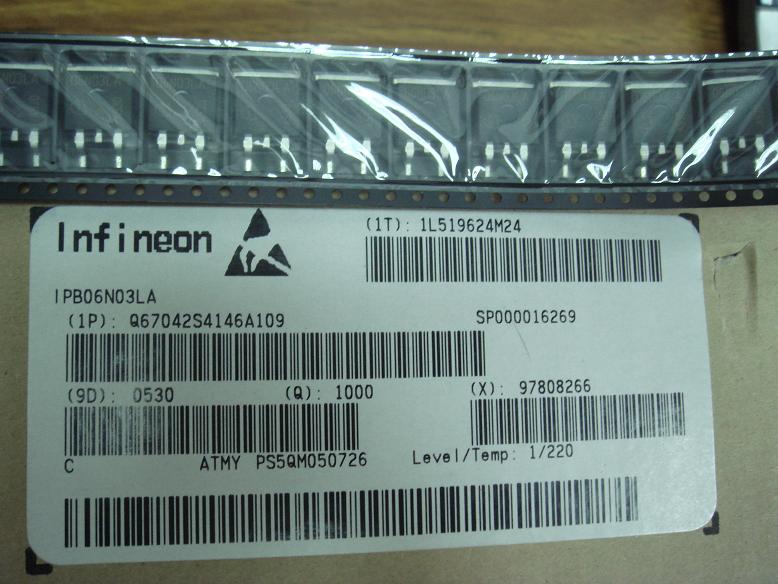 Infineon
(1T): 1L519624M24
IPB06N03LA
(1P): Q67042S4146A109 SP000016269
(9D): 0530 (Q): 1000 (X): 97808266
C ATMY PS5QM050726 Level/Temp: 1/220